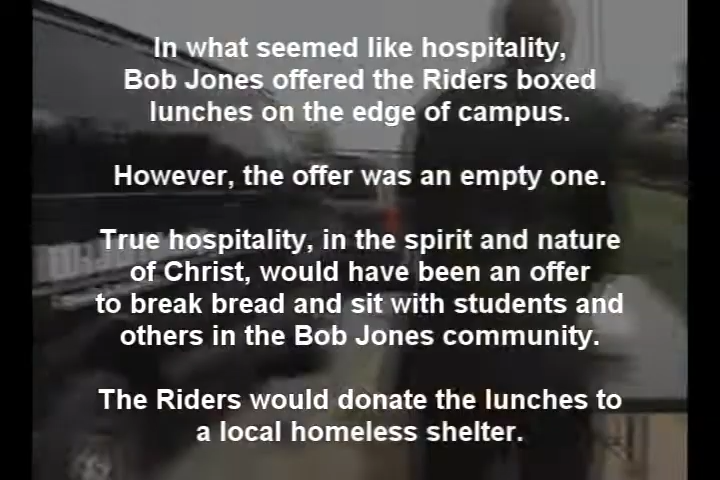 In what seemed like hospitality,
Bob Jones offered the Riders boxed
lunches on the edge of campus.
However, the offer was an empty one.
True hospitality, in the spirit and nature
of Christ, would have been an offer
to break bread and sit with students and
others in the Bob Jones community.
The Riders would donate the lunches to
a local homeless shelter.